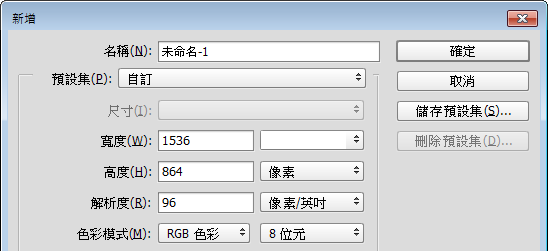 新增
名稱(N): 未命名-1 確定
預設集(P): 自訂 取消
尺寸(I): 儲存預設集(S)...
寬度(W): 1536 刪除預設集(D)...
高度(H): 864 像素
解析度(R): 96 像素/英吋
色彩模式(M): RGB 色彩 8 位元